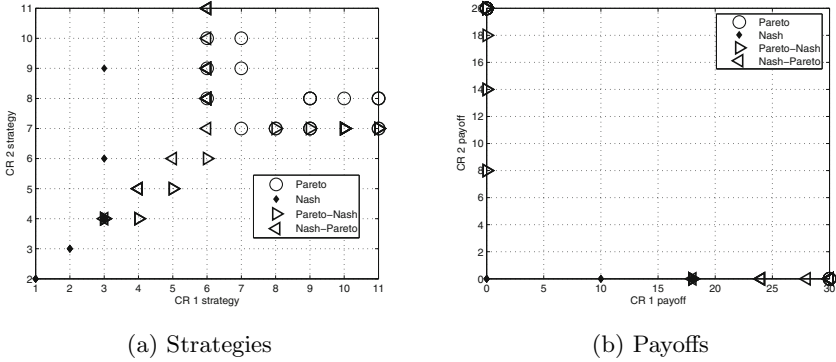 11
10
9
8
7
6
5
4
3
2
CR 2 strategy
Pareto
Nash
Pareto-Nash
Nash-Pareto
1 2 3 4 5 6 7 8 9 10 11
CR 1 strategy
(a) Strategies
20
18
16
14
12
10
8
6
4
2
0
CR 2 payoff
Pareto
Nash
Pareto-Nash
Nash-Pareto
0 5 10 15 20 25 30
CR 1 payoff
(b) Payoffs